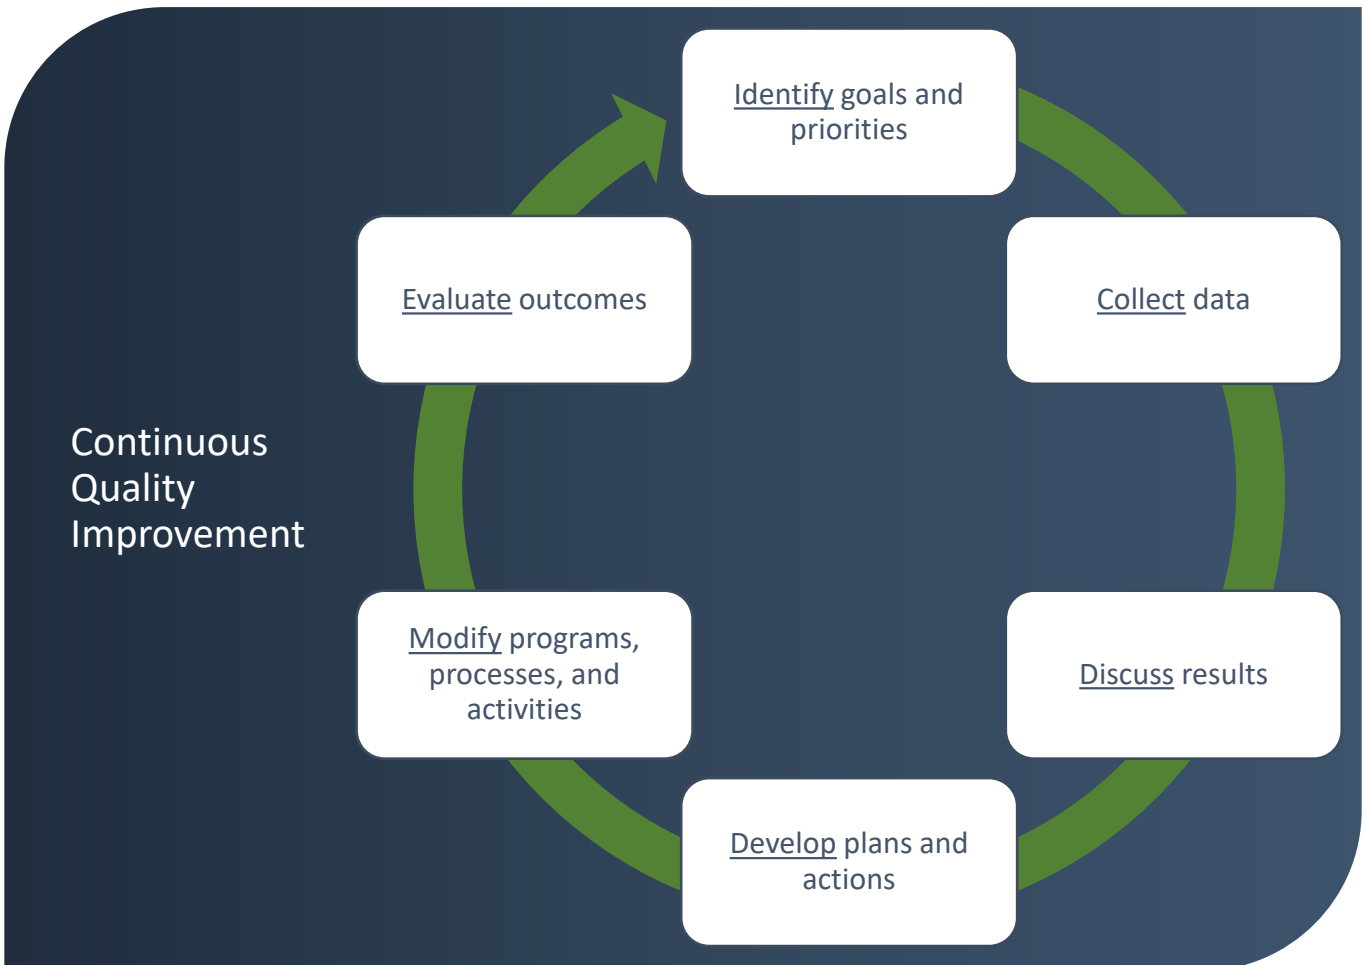 Identify goals and
priorities
Collect data
Discuss results
Develop plans and
actions
Modify programs,
processes, and
activities
Evaluate outcomes
Continuous
Quality
Improvement